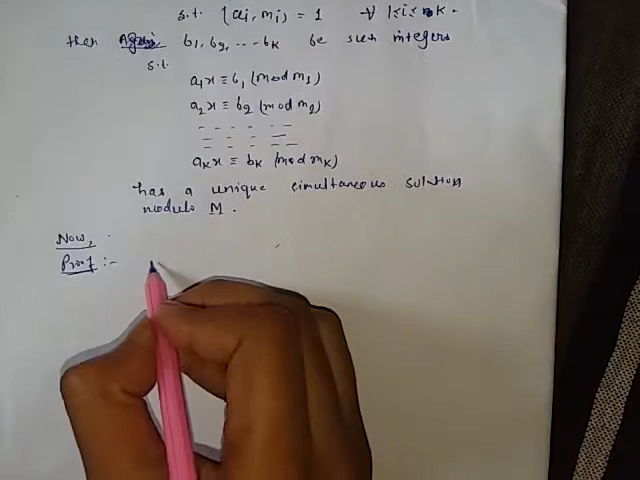 s.t. (ai, mi) = 1 ∀ 1≤i≤k.
then b1, b2, ... bk be such integers
s.t.
a1x ≡ b1 (mod m1)
a2x ≡ b2 (mod m2)
akx ≡ bk (mod mk)
has a unique simultaneous solution
modulo M.
Now,
Proof :-